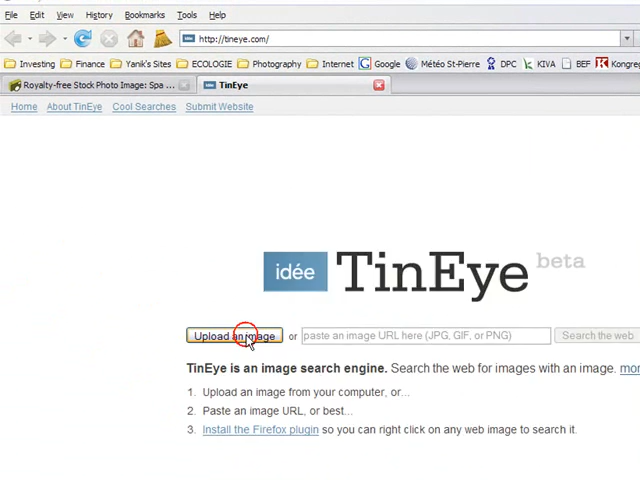 File Edit View History Bookmarks Tools Help
http://tineye.com/
Investing Finance Yanik's Sites ECOLOGIE Photography Internet Google Météo St-Pierre DPC KIVA BEF Kongre
Royalty-free Stock Photo Image: Spa ... TinEye
Home About TinEye Cool Searches Submit Website
idée TinEye beta
Upload an image or paste an image URL here (JPG, GIF, or PNG) Search the web
TinEye is an image search engine. Search the web for images with an image. mor
1. Upload an image from your computer, or...
2. Paste an image URL, or best...
3. Install the Firefox plugin so you can right click on any web image to search it.